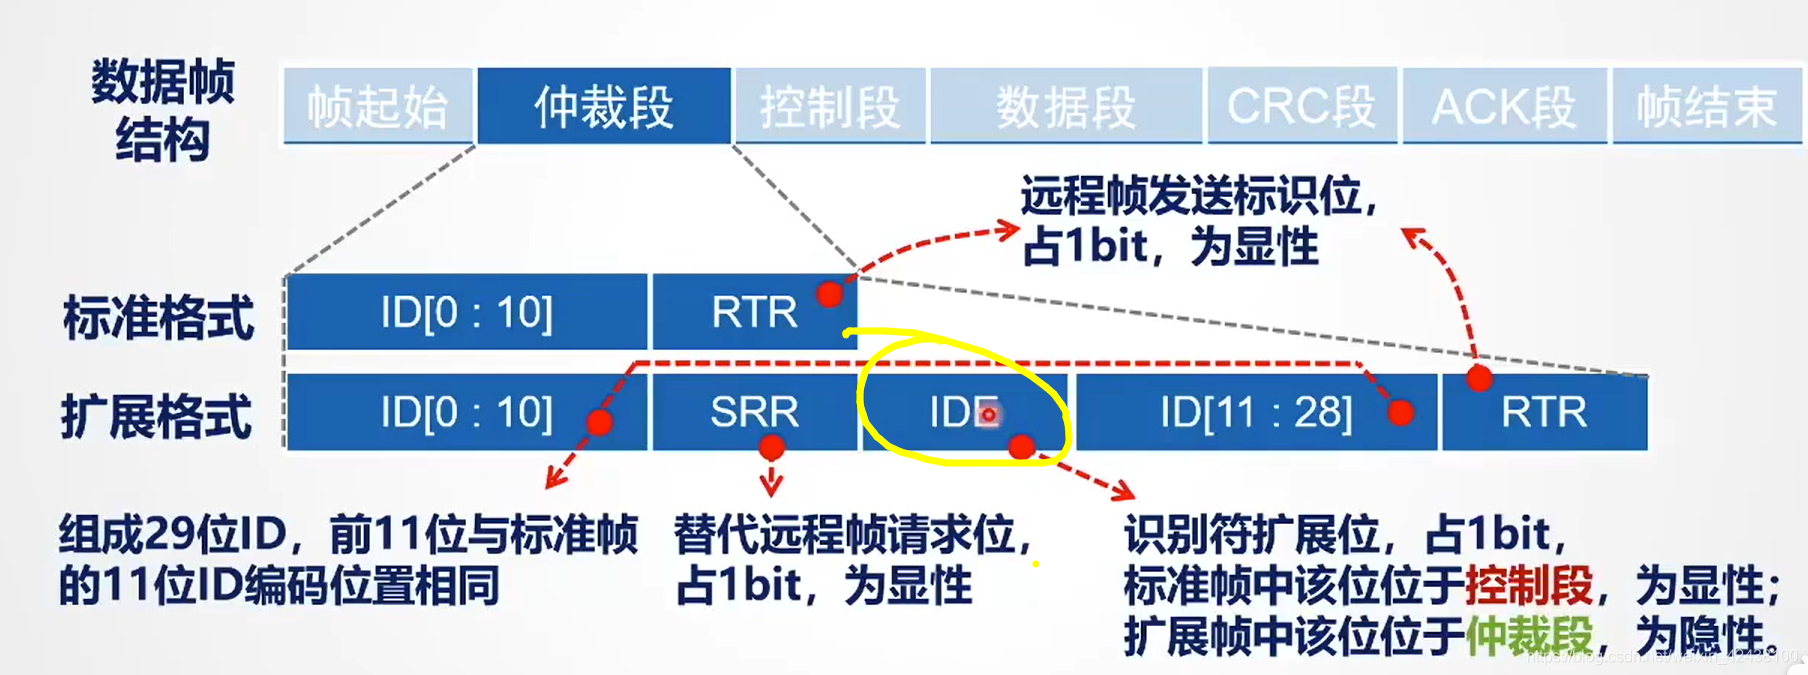 数据帧
结构
帧起始 仲裁段 控制段 数据段 CRC段 ACK段 帧结束
远程帧发送标识位，
占1bit，为显性
标准格式 ID[0 : 10] RTR
扩展格式 ID[0 : 10] SRR IDE ID[11 : 28] RTR
组成29位ID，前11位与标准帧
的11位ID编码位置相同
替代远程帧请求位，
占1bit，为显性
识别符扩展位，占1bit，
标准帧中该位位于控制段，为显性；
扩展帧中该位位于仲裁段，为隐性。